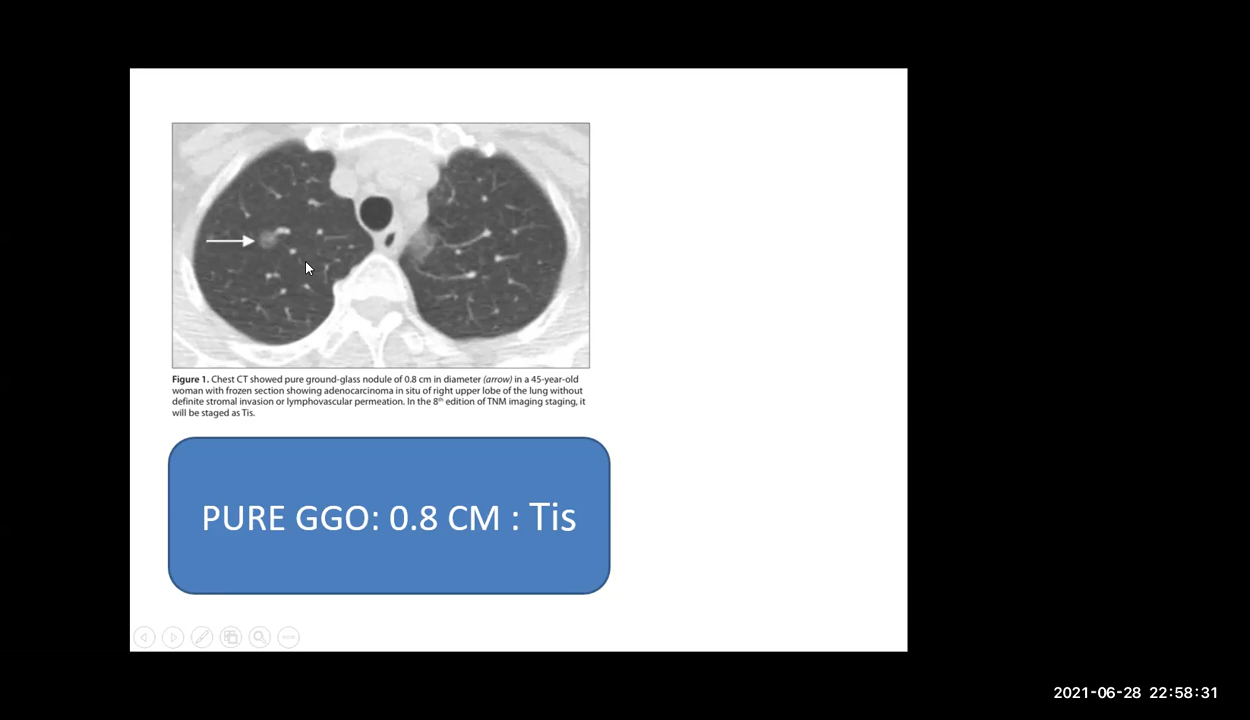 Figure 1. Chest CT showed pure ground-glass nodule of 0.8 cm in diameter (arrow) in a 45-year-old
woman with frozen section showing adenocarcinoma in situ of right upper lobe of the lung without
definite stromal invasion or lymphovascular permeation. In the 8th edition of TNM imaging staging, it
will be staged as Tis.
PURE GGO: 0.8 CM : Tis
2021-06-28 22:58:31